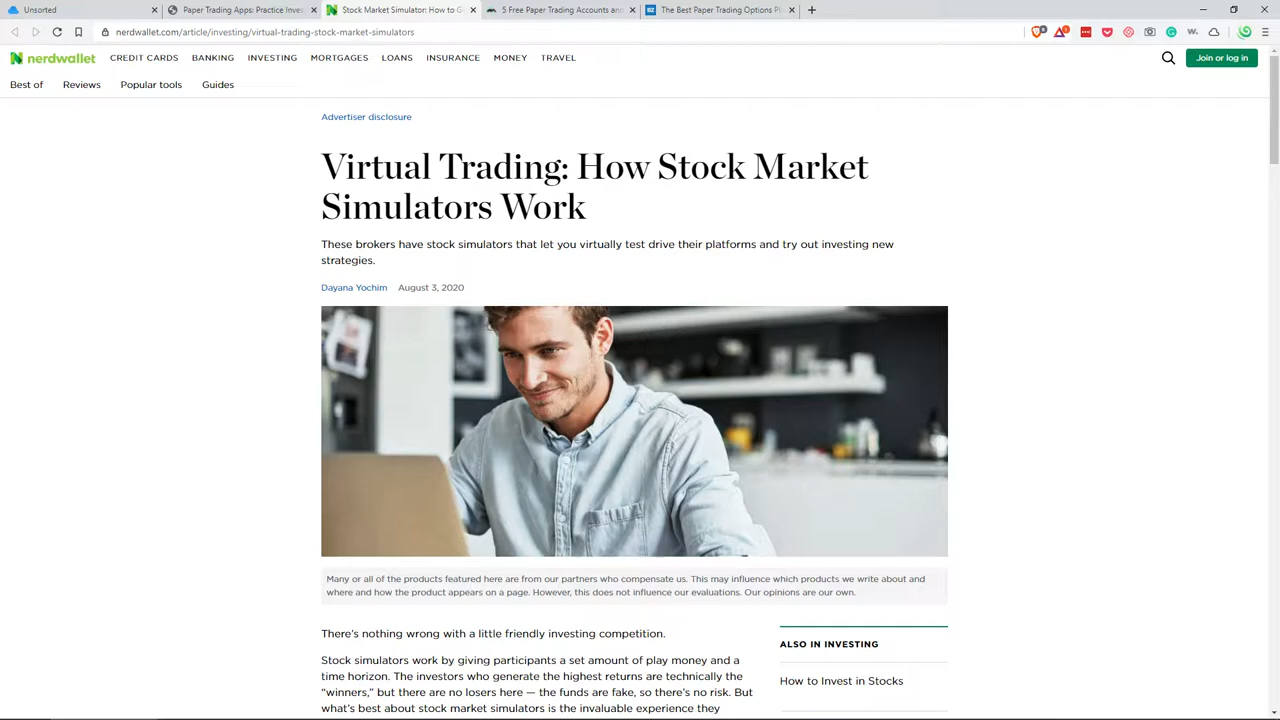 Unsorted
Paper Trading Apps: Practice Inves
Stock Market Simulator: How to G
5 Free Paper Trading Accounts and
The Best Paper Trading Options Pl
nerdwallet.com/article/investing/virtual-trading-stock-market-simulators
nerdwallet CREDIT CARDS BANKING INVESTING MORTGAGES LOANS INSURANCE MONEY TRAVEL
Join or log in
Best of Reviews Popular tools Guides
Advertiser disclosure
Virtual Trading: How Stock Market
Simulators Work
These brokers have stock simulators that let you virtually test drive their platforms and try out investing new
strategies.
Dayana Yochim August 3, 2020
Many or all of the products featured here are from our partners who compensate us. This may influence which products we write about and
where and how the product appears on a page. However, this does not influence our evaluations. Our opinions are our own.
There's nothing wrong with a little friendly investing competition.
Stock simulators work by giving participants a set amount of play money and a
time horizon. The investors who generate the highest returns are technically the
“winners,” but there are no losers here — the funds are fake, so there's no risk. But
what's best about stock market simulators is the invaluable experience they
ALSO IN INVESTING
How to Invest in Stocks